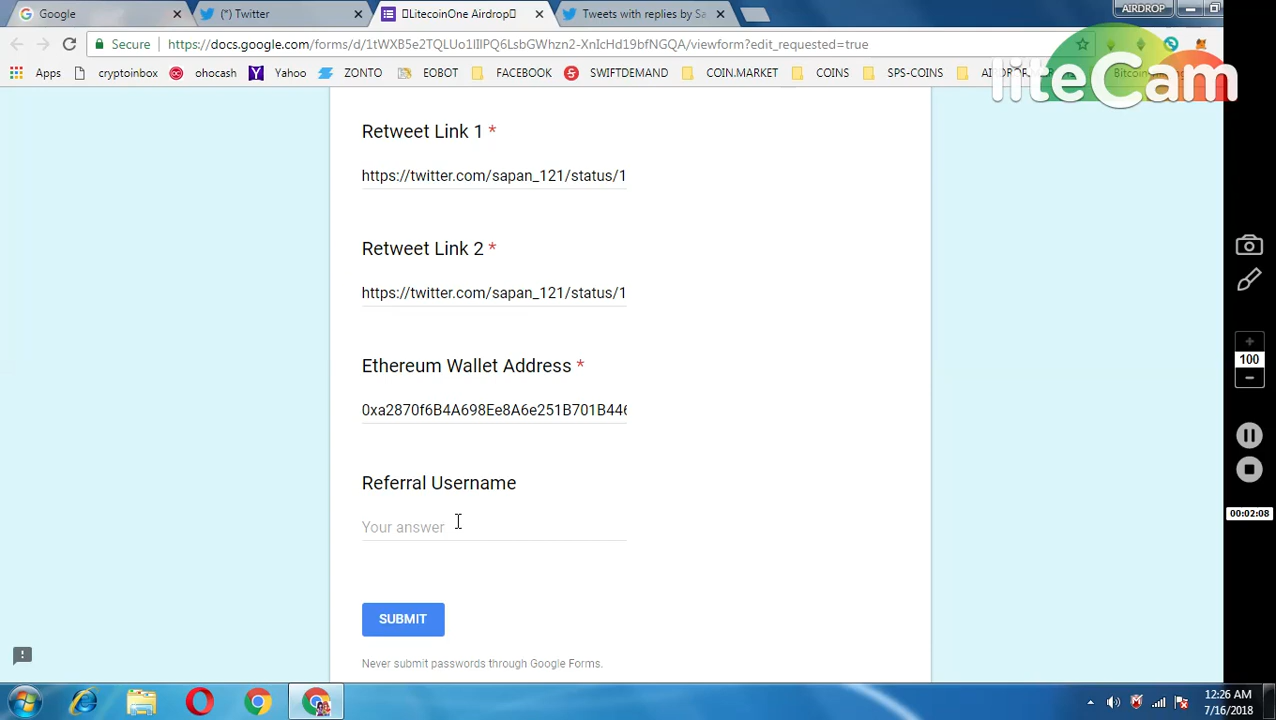 Google
(*) Twitter
LitecoinOne Airdrop
Tweets with replies by Sa
AIRDROP
Secure
https://docs.google.com/forms/d/1tWXB5e2TQLUo1lIlPQ6LsbGWhzn2-XnIcHd19bfNGQA/viewform?edit_requested=true
Apps
cryptoinbox
ohocash
Yahoo
ZONTO
EOBOT
FACEBOOK
SWIFTDEMAND
COIN.MARKET
COINS
SPS-COINS
liteCam
Retweet Link 1 *
https://twitter.com/sapan_121/status/1
Retweet Link 2 *
https://twitter.com/sapan_121/status/1
Ethereum Wallet Address *
0xa2870f6B4A698Ee8A6e251B701B446
Referral Username
Your answer
SUBMIT
Never submit passwords through Google Forms.
100
00:02:08
12:26 AM
7/16/2018